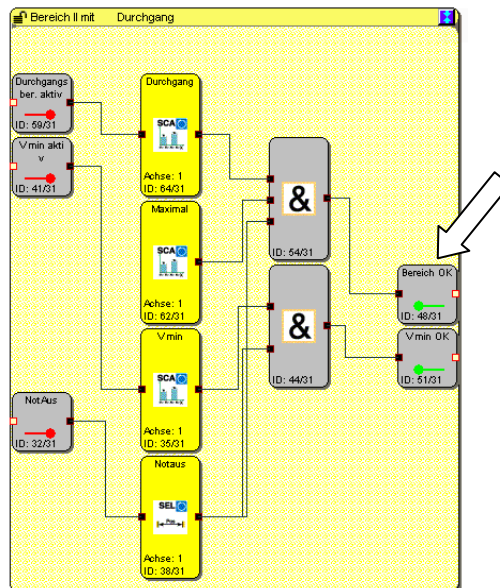 Bereich II mit Durchgang
Durchgangs
ber. aktiv
ID: 59/31
Vmin akti
v
ID: 41/31
NotAus
ID: 32/31
Durchgang
SCA
Achse: 1
ID: 64/31
Maximal
SCA
Achse: 1
ID: 62/31
Vmin
SCA
Achse: 1
ID: 35/31
Notaus
SEL
Pos
Achse: 1
ID: 38/31
&
ID: 54/31
&
ID: 44/31
Bereich OK
ID: 48/31
Vmin OK
ID: 51/31